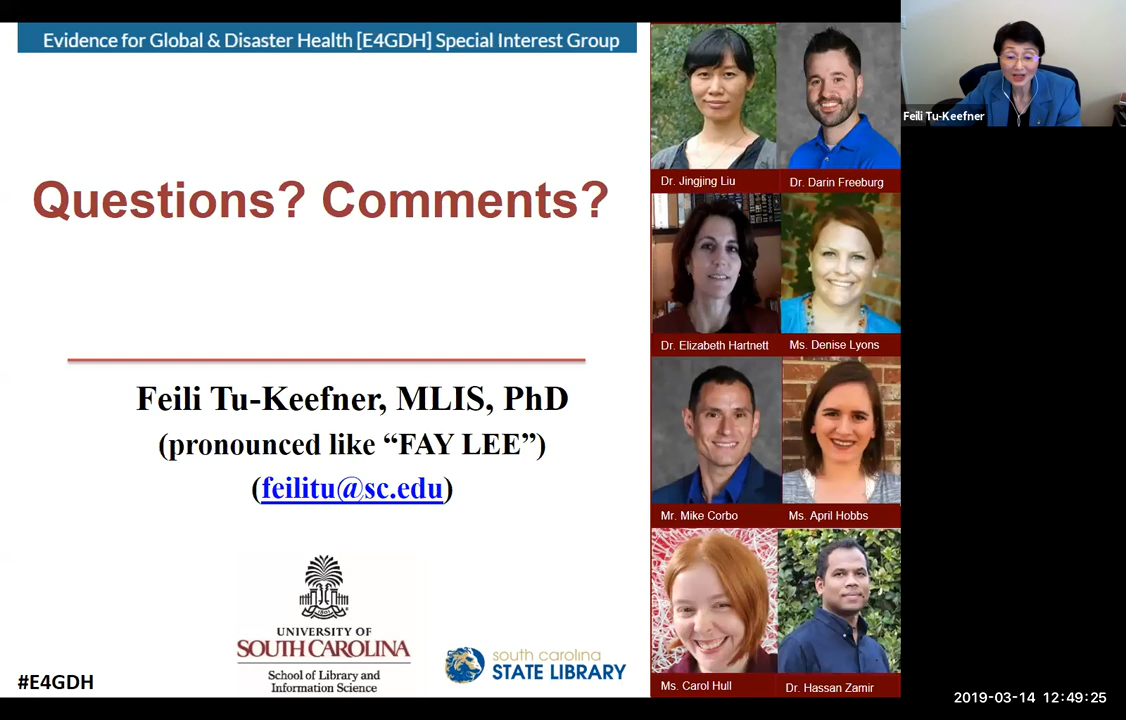 Evidence for Global & Disaster Health [E4GDH] Special Interest Group
Questions? Comments?
Feili Tu-Keefner, MLIS, PhD
(pronounced like “FAY LEE”)
(feilitu@sc.edu)
UNIVERSITY OF
SOUTH CAROLINA
School of Library and
Information Science
south carolina
STATE LIBRARY
#E4GDH
Dr. Jingjing Liu
Dr. Darin Freeburg
Dr. Elizabeth Hartnett
Ms. Denise Lyons
Mr. Mike Corbo
Ms. April Hobbs
Ms. Carol Hull
Dr. Hassan Zamir
Feili Tu-Keefner
2019-03-14 12:49:25